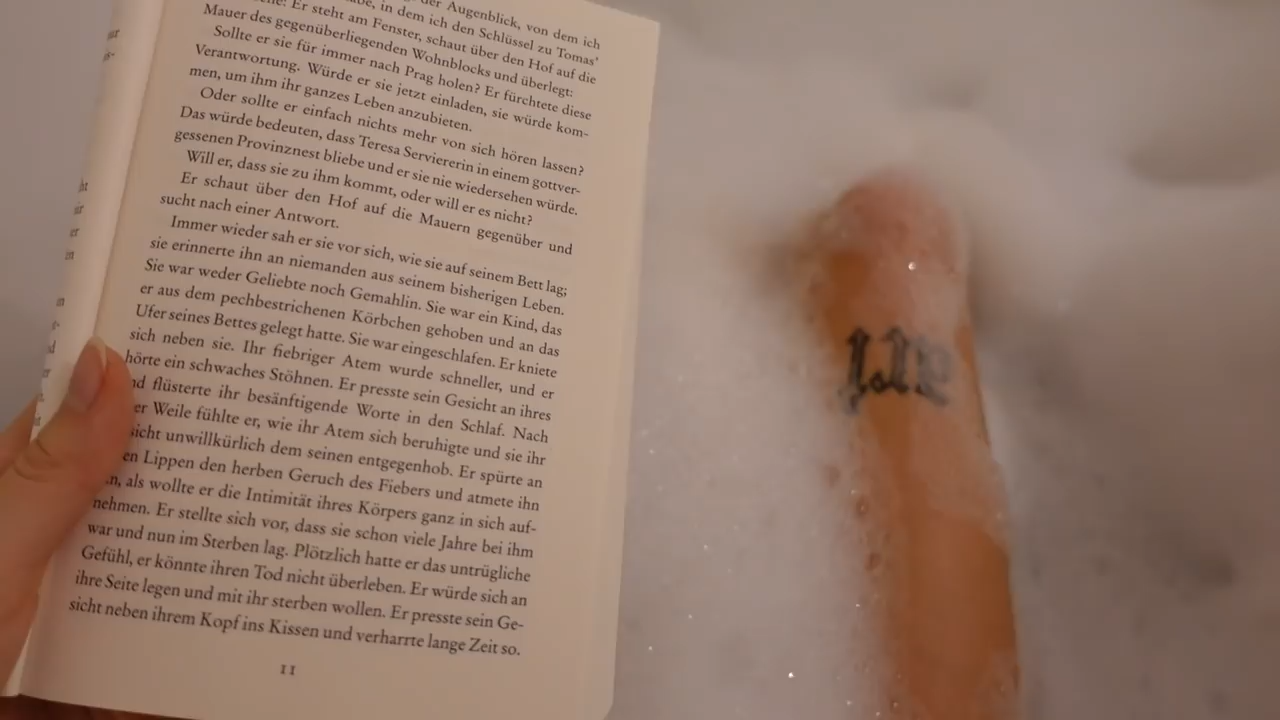 der Augenblick, von dem ich
in dem ich den Schlüssel zu Tomas'
Er steht am Fenster, schaut über den Hof auf die
Mauer des gegenüberliegenden Wohnblocks und überlegt:
Sollte er sie für immer nach Prag holen? Er fürchtete diese
Verantwortung. Würde er sie jetzt einladen, sie würde kom-
men, um ihm ihr ganzes Leben anzubieten.
Oder sollte er einfach nichts mehr von sich hören lassen?
Das würde bedeuten, dass Teresa Serviererin in einem gottver-
gessenen Provinznest bliebe und er sie nie wiedersehen würde.
Will er, dass sie zu ihm kommt, oder will er es nicht?
Er schaut über den Hof auf die Mauern gegenüber und
sucht nach einer Antwort.
Immer wieder sah er sie vor sich, wie sie auf seinem Bett lag;
sie erinnerte ihn an niemanden aus seinem bisherigen Leben.
Sie war weder Geliebte noch Gemahlin. Sie war ein Kind, das
er aus dem pechbestrichenen Körbchen gehoben und an das
Ufer seines Bettes gelegt hatte. Sie war eingeschlafen. Er kniete
sich neben sie. Ihr fiebriger Atem wurde schneller, und er
hörte ein schwaches Stöhnen. Er presste sein Gesicht an ihres
nd flüsterte ihr besänftigende Worte in den Schlaf. Nach
er Weile fühlte er, wie ihr Atem sich beruhigte und sie ihr
sicht unwillkürlich dem seinen entgegenhob. Er spürte an
en Lippen den herben Geruch des Fiebers und atmete ihn
n, als wollte er die Intimität ihres Körpers ganz in sich auf-
nehmen. Er stellte sich vor, dass sie schon viele Jahre bei ihm
war und nun im Sterben lag. Plötzlich hatte er das untrügliche
Gefühl, er könnte ihren Tod nicht überleben. Er würde sich an
ihre Seite legen und mit ihr sterben wollen. Er presste sein Ge-
sicht neben ihrem Kopf ins Kissen und verharrte lange Zeit so.
11